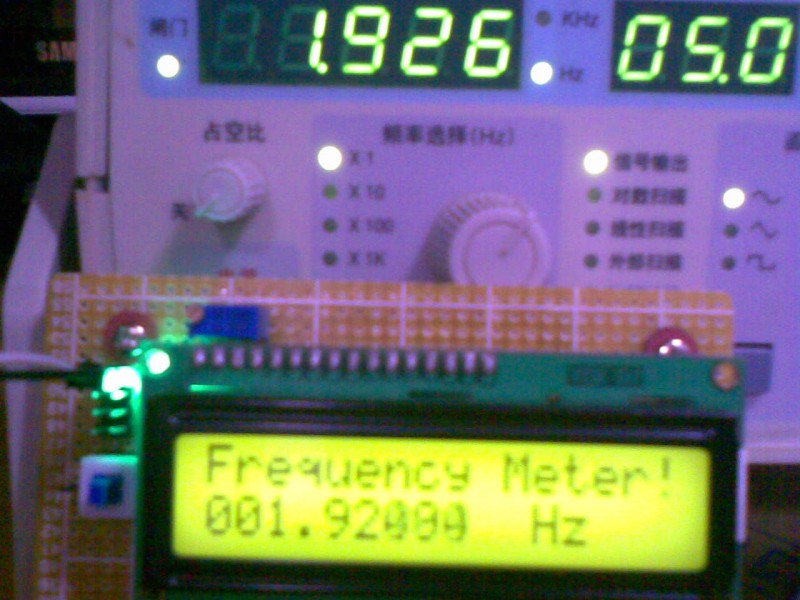 SAM
闸门
1.926
KHz
Hz
05.0
占空比
频率选择(Hz)
X 1
X 10
X 100
X 1K
关
信号输出
对数扫描
线性扫描
外部扫描
Frequency Meter!
Hz